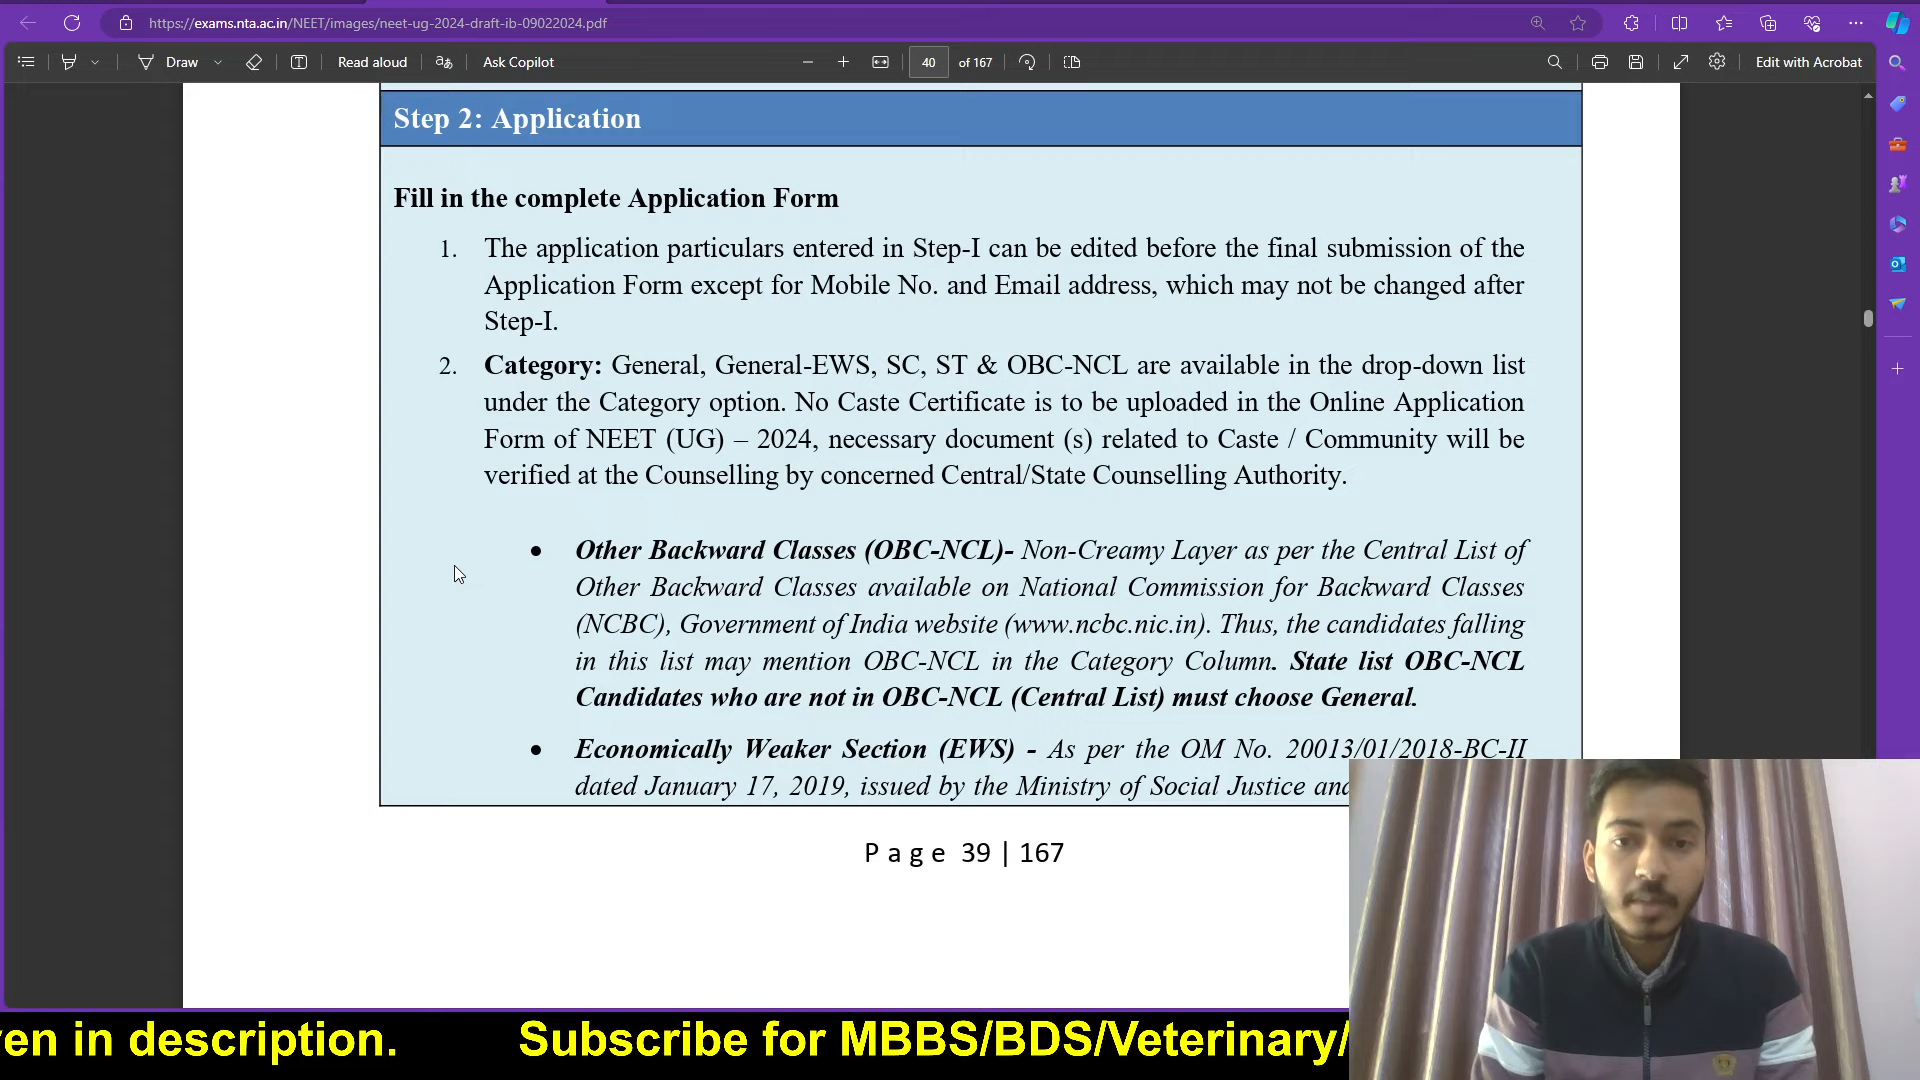 https://exams.nta.ac.in/NEET/images/neet-ug-2024-draft-ib-09022024.pdf
Draw
Read aloud
Ask Copilot
40
of 167
Edit with Acrobat
Step 2: Application
Fill in the complete Application Form
1. The application particulars entered in Step-I can be edited before the final submission of the
Application Form except for Mobile No. and Email address, which may not be changed after
Step-I.
2. Category: General, General-EWS, SC, ST & OBC-NCL are available in the drop-down list
under the Category option. No Caste Certificate is to be uploaded in the Online Application
Form of NEET (UG) – 2024, necessary document (s) related to Caste / Community will be
verified at the Counselling by concerned Central/State Counselling Authority.
• Other Backward Classes (OBC-NCL)- Non-Creamy Layer as per the Central List of
Other Backward Classes available on National Commission for Backward Classes
(NCBC), Government of India website (www.ncbc.nic.in). Thus, the candidates falling
in this list may mention OBC-NCL in the Category Column. State list OBC-NCL
Candidates who are not in OBC-NCL (Central List) must choose General.
• Economically Weaker Section (EWS) - As per the OM No. 20013/01/2018-BC-II
dated January 17, 2019, issued by the Ministry of Social Justice and
Page 39 | 167
en in description. Subscribe for MBBS/BDS/Veterinary/